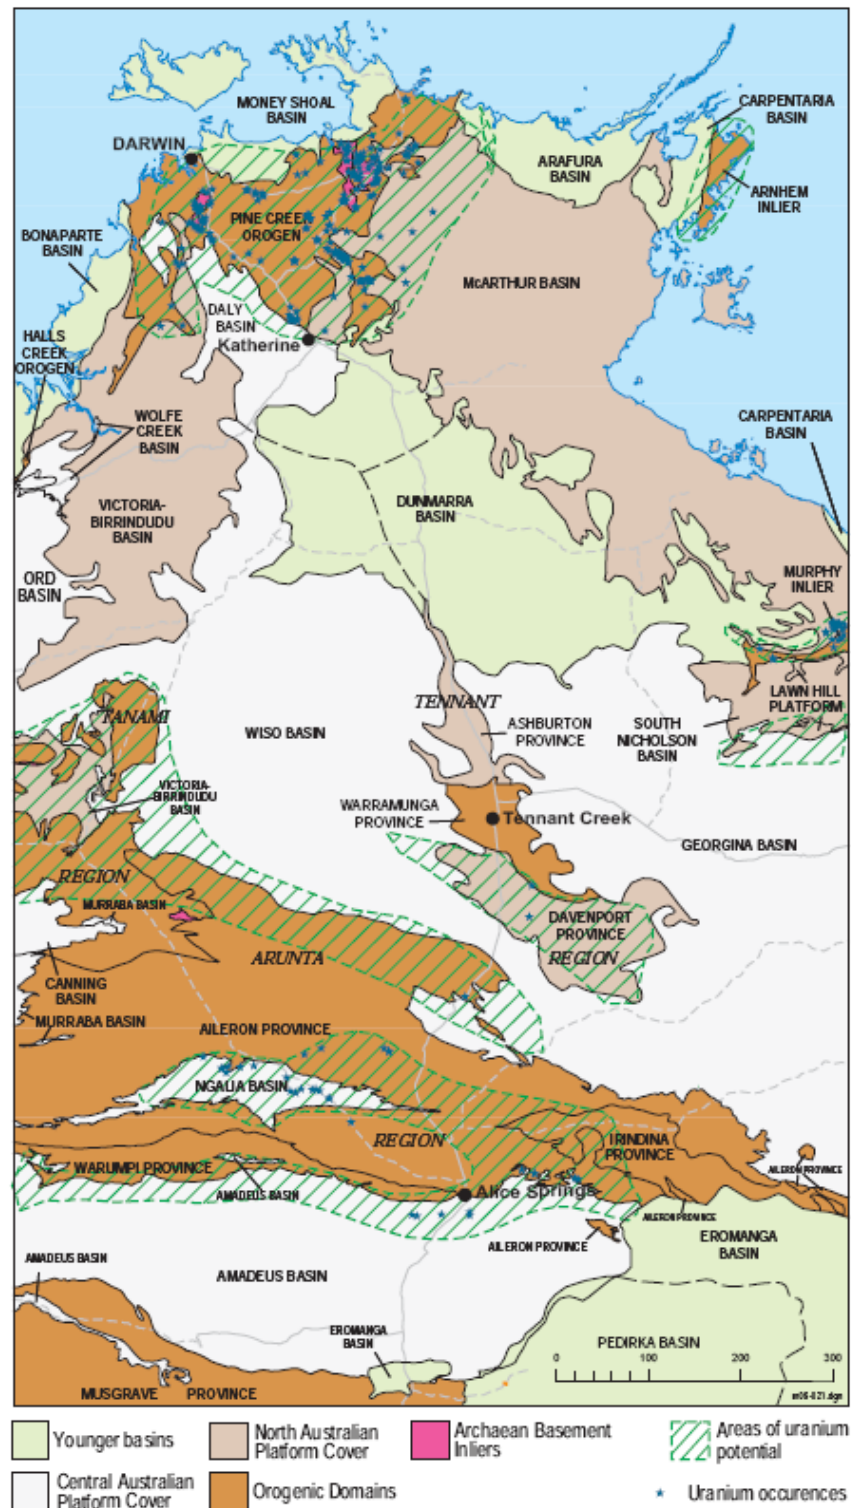 MONEY SHOAL
BASIN
CARPENTARIA
BASIN
DARWIN
ARAFURA
BASIN
ARNHEM
INLIER
PINE CREEK
OROGEN
BONAPARTE
BASIN
McARTHUR BASIN
DALY
BASIN
Katherine
HALLS
CREEK
OROGEN
WOLFE
CREEK
BASIN
CARPENTARIA
BASIN
VICTORIA-
BIRRINDUDU
BASIN
DUNMARRA
BASIN
ORD
BASIN
MURPHY
INLIER
TENNANT
LAWN HILL
PLATFORM
TANAMI
WISO BASIN
ASHBURTON
PROVINCE
SOUTH
NICHOLSON
BASIN
VICTORIA-
BIRRINDUDU
BASIN
WARRAMUNGA
PROVINCE
Tennant Creek
GEORGINA BASIN
REGION
MURRABA BASIN
DAVENPORT
PROVINCE
REGION
ARUNTA
CANNING
BASIN
MURRABA BASIN
AILERON PROVINCE
NGALIA BASIN
REGION
IRINDINA
PROVINCE
WARUMPI PROVINCE
AMADEUS BASIN
Alice Springs
AILERON PROVINCE
AILERON PROVINCE
AILERON PROVINCE
EROMANGA
BASIN
AMADEUS BASIN
AMADEUS BASIN
EROMANGA
BASIN
PEDIRKA BASIN
0 100 200 300
MUSGRAVE PROVINCE
m06-021.dgn
Younger basins
North Australian
Platform Cover
Archaean Basement
Inliers
Areas of uranium
potential
Central Australian
Platform Cover
Orogenic Domains
Uranium occurences